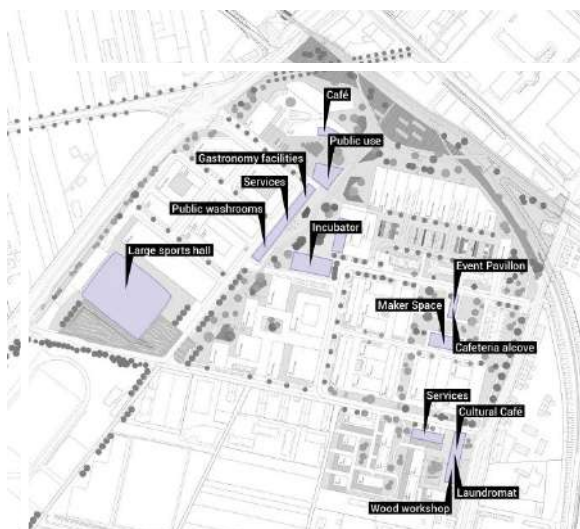 Café
Public use
Gastronomy facilities
Services
Public washrooms
Incubator
Large sports hall
Event Pavillon
Maker Space
Cafeteria alcove
Services
Cultural Café
Wood workshop
Laundromat